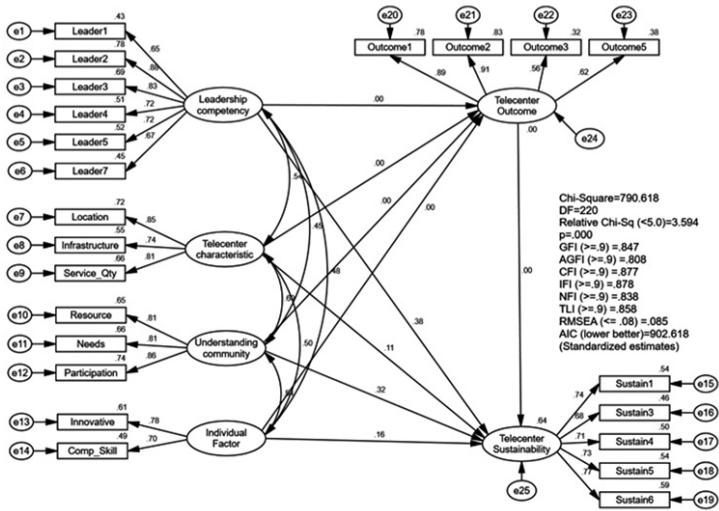 e20
e21
e22
e23
.78
.83
.32
.38
Outcome1
Outcome2
Outcome3
Outcome5
.89
.91
.56
.62
Telecenter
Outcome
.00
e24
e1
Leader1
.43
.65
e2
Leader2
.78
.88
e3
Leader3
.69
.83
e4
Leader4
.51
.72
e5
Leader5
.52
.72
e6
Leader7
.45
.67
Leadership
competency
.00
.54
.45
.48
.38
e7
Location
.72
.85
e8
Infrastructure
.55
.74
e9
Service_Qty
.66
.81
Telecenter
characteristic
.00
.50
.11
e10
Resource
.65
.81
e11
Needs
.66
.81
e12
Participation
.74
.86
Understanding
community
.00
.32
e13
Innovative
.61
.78
e14
Comp_Skill
.49
.70
Individual
Factor
.00
.16
.00
Chi-Square=790.618
DF=220
Relative Chi-Sq (<5.0)=3.594
p=.000
GFI (>=.9) =.847
AGFI (>=.9) =.808
CFI (>=.9) =.877
IFI (>=.9) =.878
NFI (>=.9) =.838
TLI (>=.9) =.858
RMSEA (<= .08) =.085
AIC (lower better)=902.618
(Standardized estimates)
.64
Telecenter
Sustainability
e25
.74
Sustain1
.54
e15
.68
Sustain3
.46
e16
.71
Sustain4
.50
e17
.73
Sustain5
.54
e18
.77
Sustain6
.59
e19